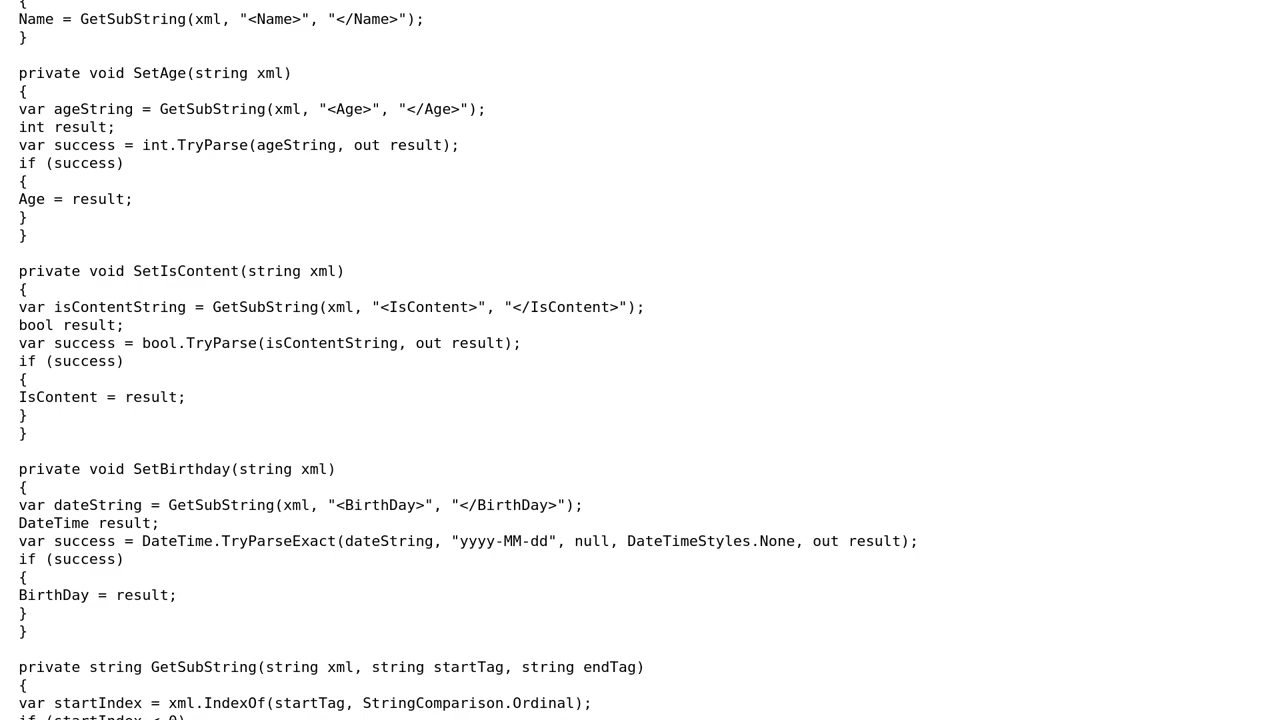 {
Name = GetSubString(xml, "<Name>", "</Name>");
}

private void SetAge(string xml)
{
var ageString = GetSubString(xml, "<Age>", "</Age>");
int result;
var success = int.TryParse(ageString, out result);
if (success)
{
Age = result;
}
}

private void SetIsContent(string xml)
{
var isContentString = GetSubString(xml, "<IsContent>", "</IsContent>");
bool result;
var success = bool.TryParse(isContentString, out result);
if (success)
{
IsContent = result;
}
}

private void SetBirthday(string xml)
{
var dateString = GetSubString(xml, "<BirthDay>", "</BirthDay>");
DateTime result;
var success = DateTime.TryParseExact(dateString, "yyyy-MM-dd", null, DateTimeStyles.None, out result);
if (success)
{
BirthDay = result;
}
}

private string GetSubString(string xml, string startTag, string endTag)
{
var startIndex = xml.IndexOf(startTag, StringComparison.Ordinal);
if (startIndex < 0)